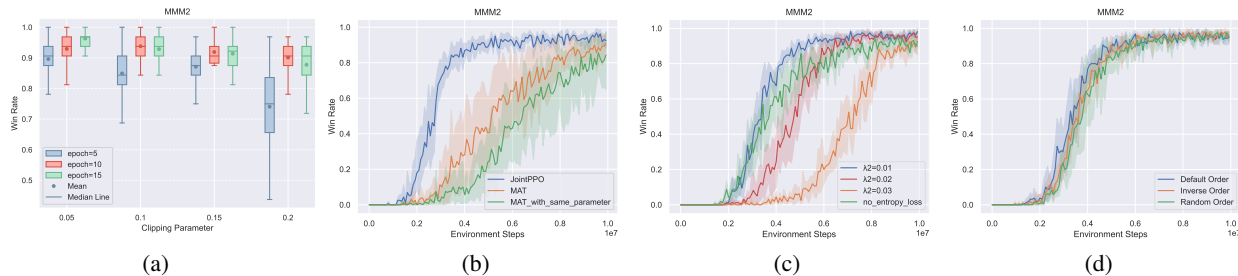 MMM2
1.0
0.9
0.8
0.7
0.6
0.5
Win Rate
epoch=5
epoch=10
epoch=15
Mean
Median Line
0.05
0.1
0.15
0.2
Clipping Parameter
(a)
MMM2
1.0
0.8
0.6
0.4
0.2
0.0
Win Rate
JointPPO
MAT
MAT_with_same_parameter
0.0
0.2
0.4
0.6
0.8
1.0
1e7
Environment Steps
(b)
MMM2
1.0
0.8
0.6
0.4
0.2
0.0
Win Rate
λ2=0.01
λ2=0.02
λ2=0.03
no_entropy_loss
0.0
0.2
0.4
0.6
0.8
1.0
1e7
Environment Steps
(c)
MMM2
1.0
0.8
0.6
0.4
0.2
0.0
Win Rate
Default Order
Inverse Order
Random Order
0.0
0.2
0.4
0.6
0.8
1.0
1e7
Environment Steps
(d)